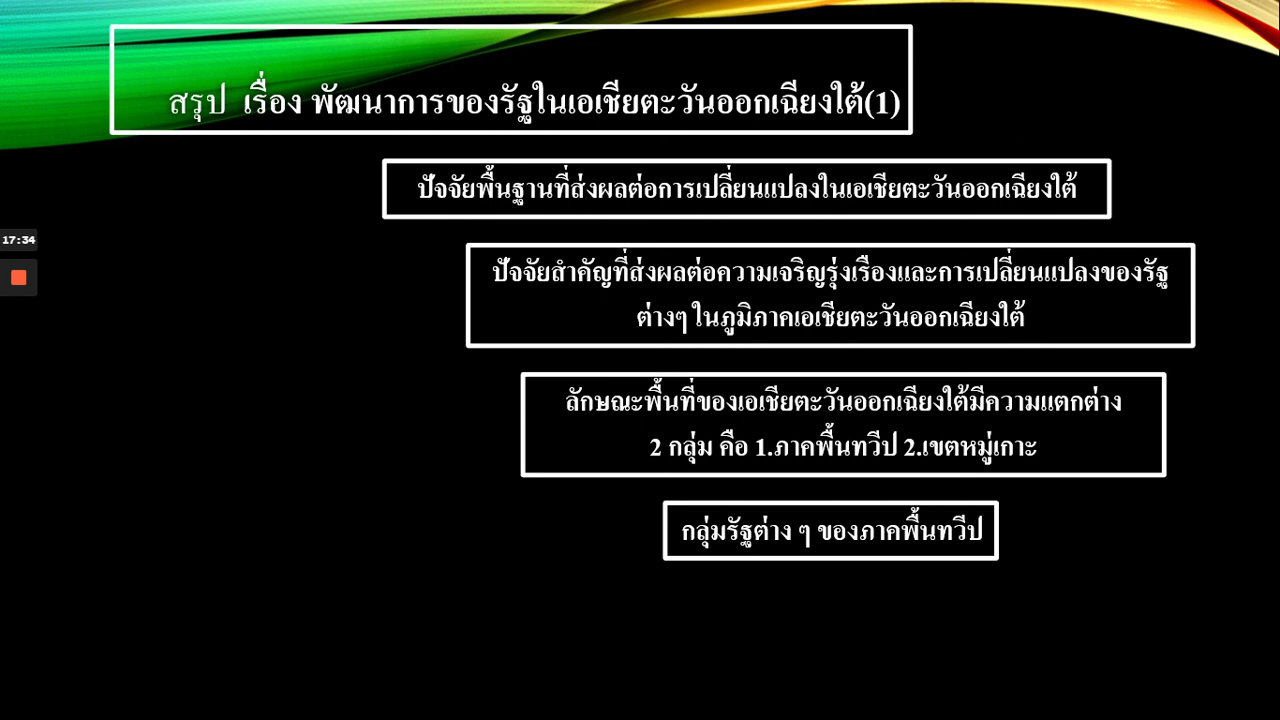 สรุป เรื่อง พัฒนาการของรัฐในเอเชียตะวันออกเฉียงใต้(1)
ปัจจัยพื้นฐานที่ส่งผลต่อการเปลี่ยนแปลงในเอเชียตะวันออกเฉียงใต้
17:34
ปัจจัยสำคัญที่ส่งผลต่อความเจริญรุ่งเรืองและการเปลี่ยนแปลงของรัฐ
ต่างๆ ในภูมิภาคเอเชียตะวันออกเฉียงใต้
ลักษณะพื้นที่ของเอเชียตะวันออกเฉียงใต้มีความแตกต่าง
2 กลุ่ม คือ 1.ภาคพื้นทวีป 2.เขตหมู่เกาะ
กลุ่มรัฐต่าง ๆ ของภาคพื้นทวีป